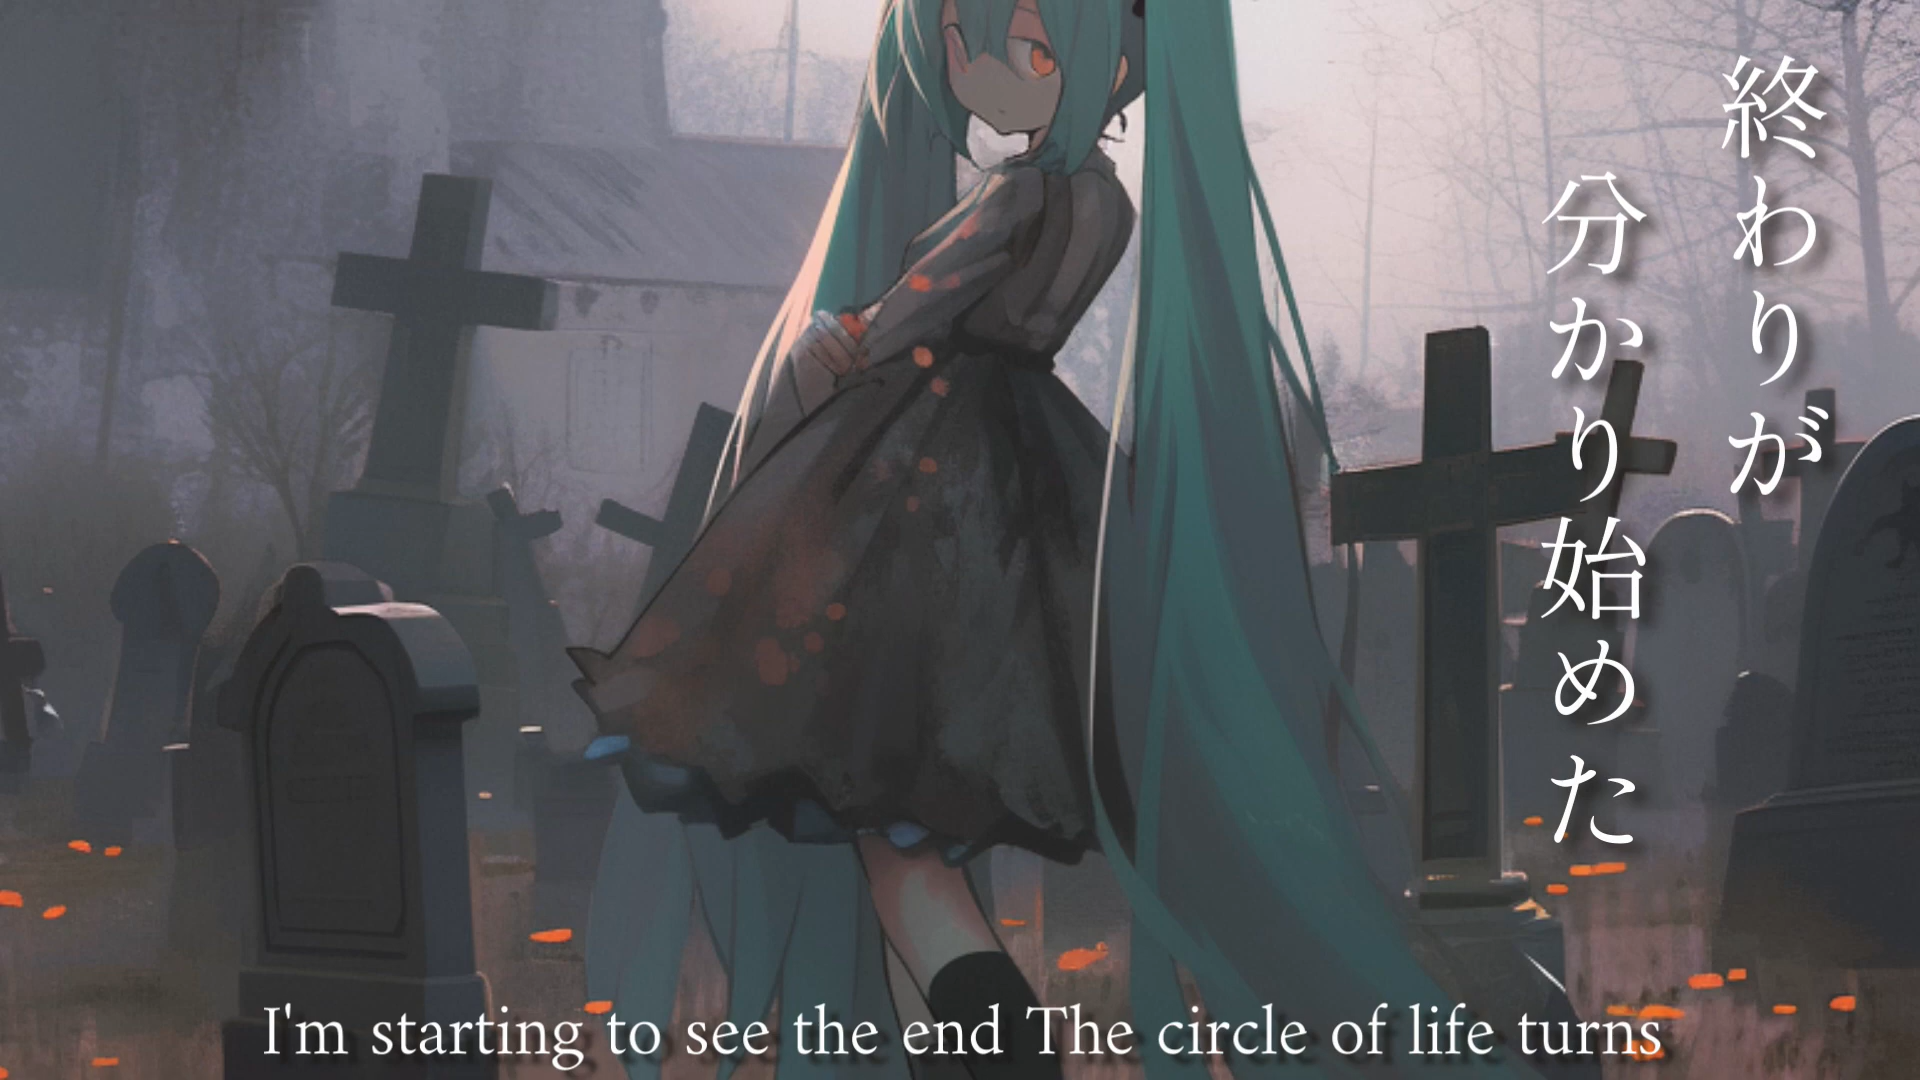 終わりが
分かり始めた
I'm starting to see the end The circle of life turns